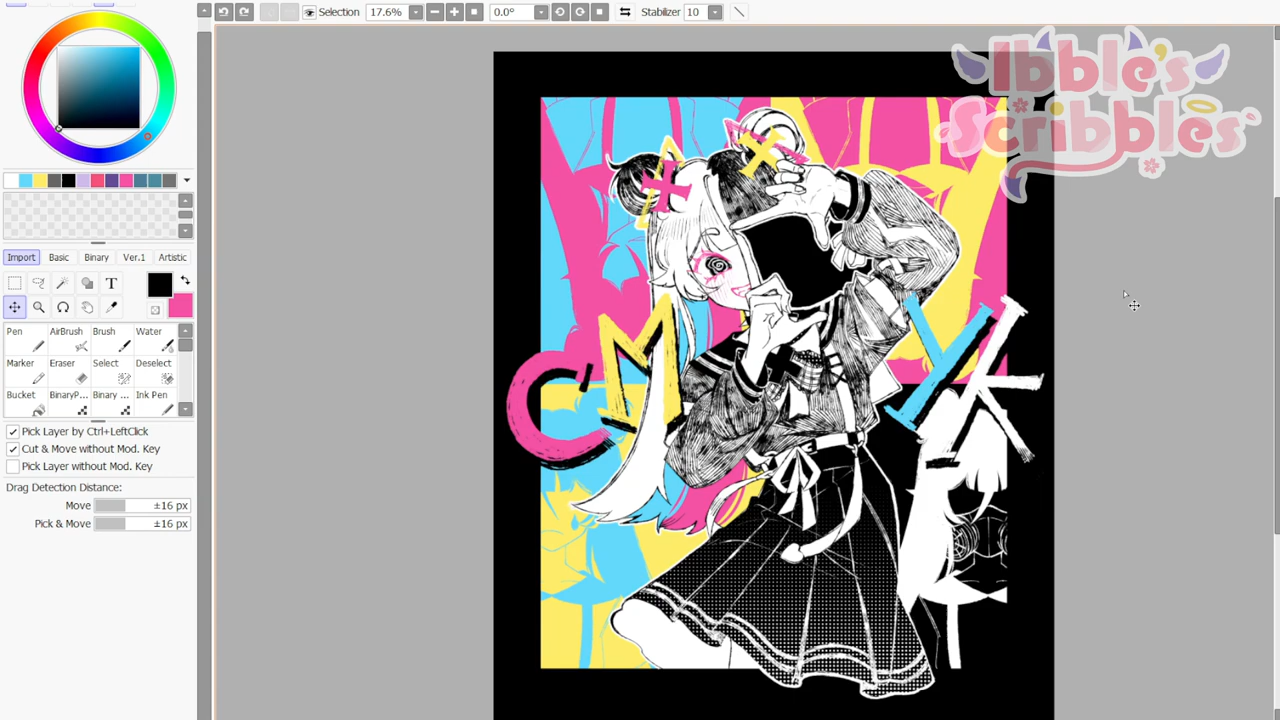 Selection 17.6% 0.0° Stabilizer 10
Ibble's
Scribbles
Import Basic Binary Ver.1 Artistic
T
Pen AirBrush Brush Water
Marker Eraser Select Deselect
Bucket BinaryP... Binary ... Ink Pen
Pick Layer by Ctrl+LeftClick
Cut & Move without Mod. Key
Pick Layer without Mod. Key
Drag Detection Distance:
Move ±16 px
Pick & Move ±16 px
CMYK